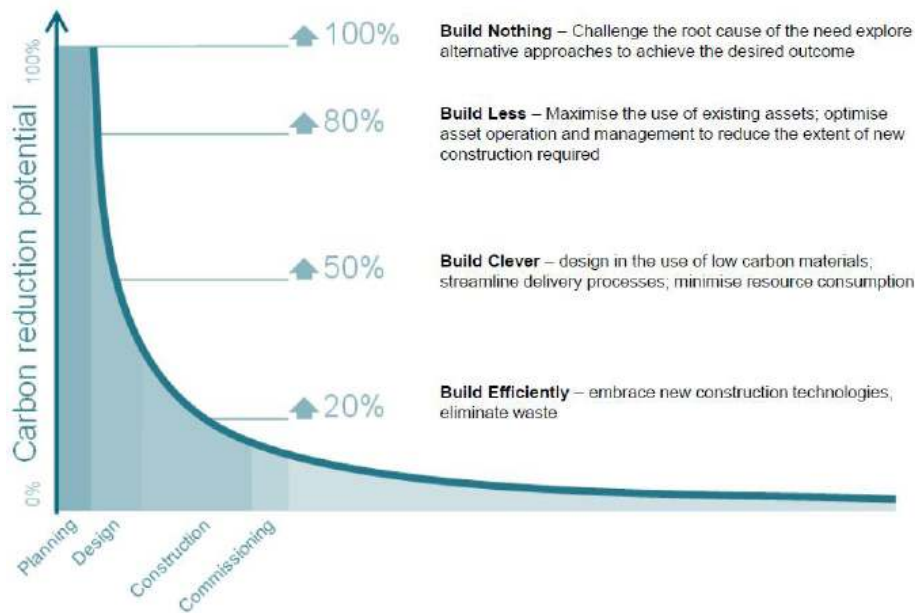 Carbon reduction potential
100%
0%
100%
Build Nothing – Challenge the root cause of the need explore
alternative approaches to achieve the desired outcome
80%
Build Less – Maximise the use of existing assets; optimise
asset operation and management to reduce the extent of new
construction required
50%
Build Clever – design in the use of low carbon materials;
streamline delivery processes; minimise resource consumption
20%
Build Efficiently – embrace new construction technologies,
eliminate waste
Planning
Design
Construction
Commissioning